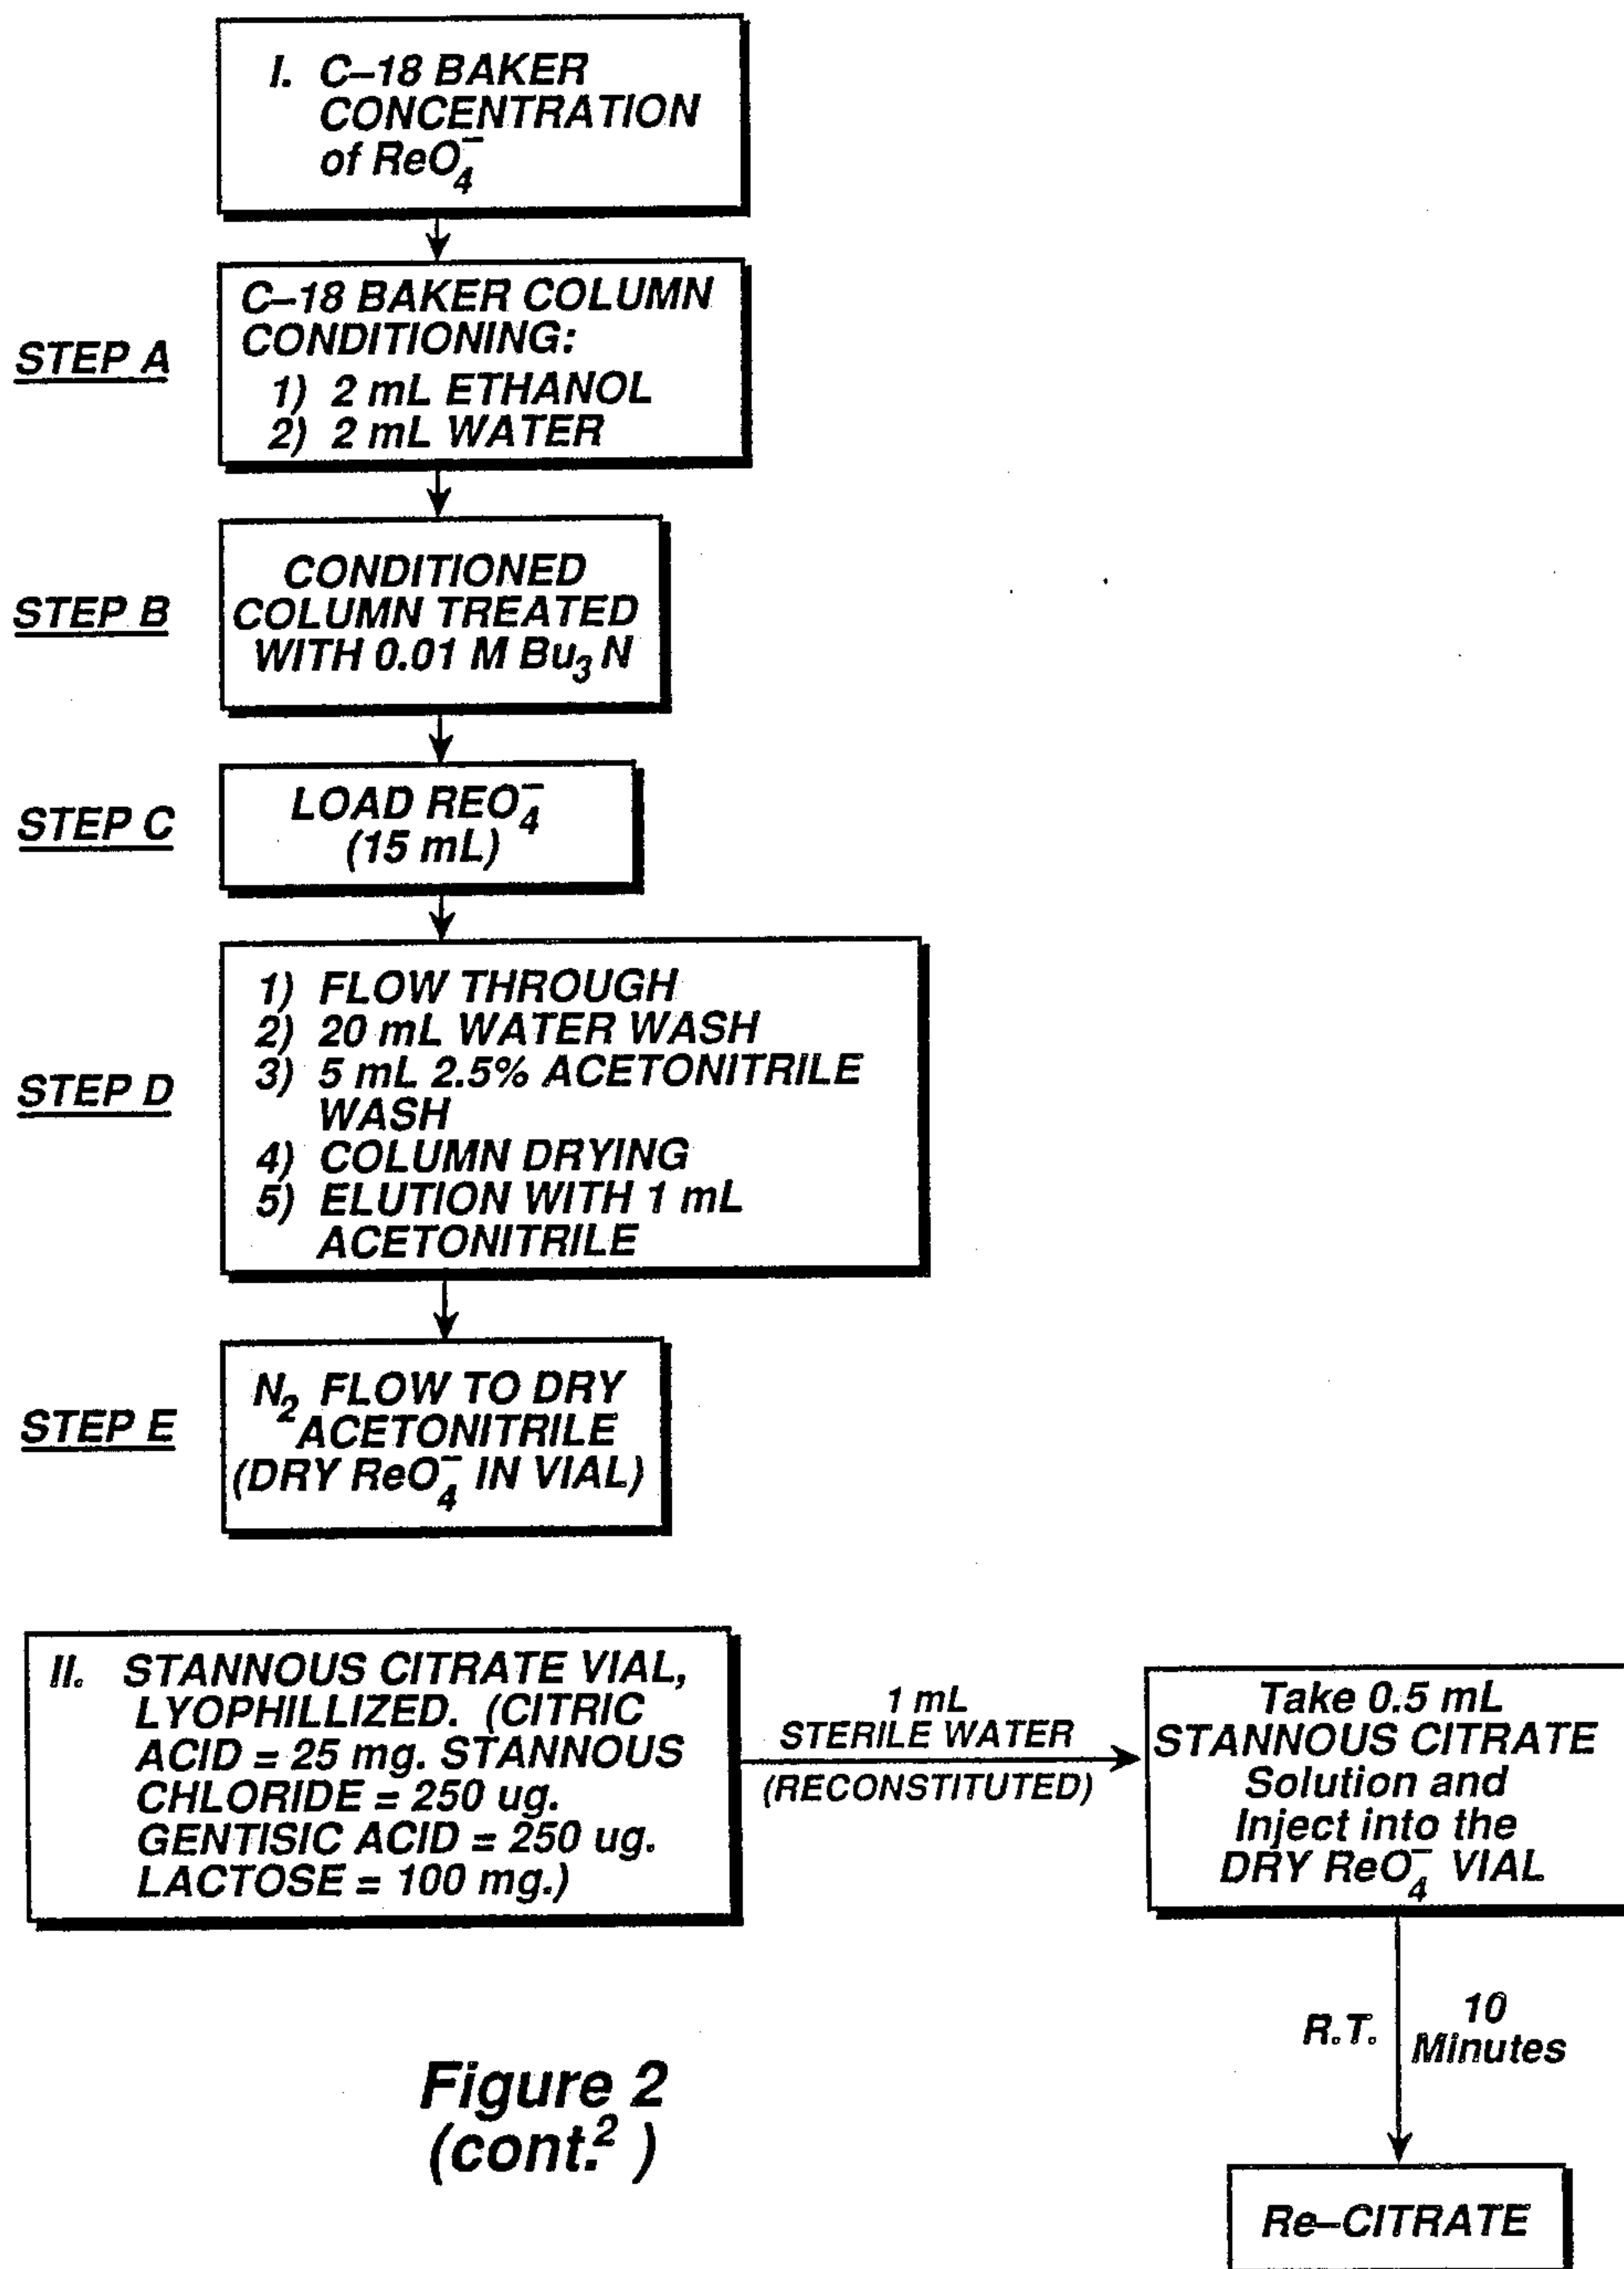 I. C–18 BAKER
CONCENTRATION
of ReO₄⁻
STEP A
C–18 BAKER COLUMN
CONDITIONING:
1) 2 mL ETHANOL
2) 2 mL WATER
STEP B
CONDITIONED
COLUMN TREATED
WITH 0.01 M Bu₃ N
STEP C
LOAD REO₄⁻
(15 mL)
STEP D
1) FLOW THROUGH
2) 20 mL WATER WASH
3) 5 mL 2.5% ACETONITRILE
WASH
4) COLUMN DRYING
5) ELUTION WITH 1 mL
ACETONITRILE
STEP E
N₂ FLOW TO DRY
ACETONITRILE
(DRY ReO₄⁻ IN VIAL)
II. STANNOUS CITRATE VIAL,
LYOPHILLIZED. (CITRIC
ACID = 25 mg. STANNOUS
CHLORIDE = 250 ug.
GENTISIC ACID = 250 ug.
LACTOSE = 100 mg.)
1 mL
STERILE WATER
(RECONSTITUTED)
Take 0.5 mL
STANNOUS CITRATE
Solution and
Inject into the
DRY ReO₄⁻ VIAL
R.T.
10
Minutes
Re–CITRATE
Figure 2
(cont.² )